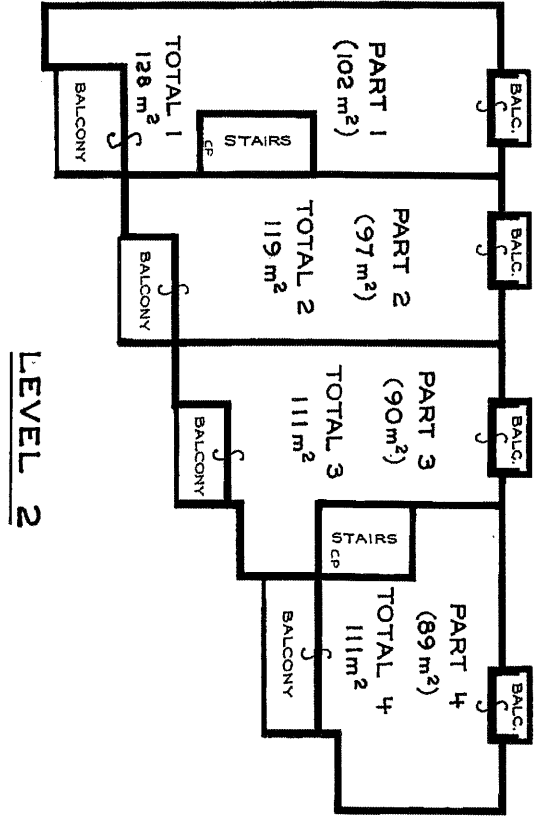 BALC.
PART 1
(102 m²)
TOTAL 1
128 m²
STAIRS
CP
BALCONY
BALC.
PART 2
(97 m²)
TOTAL 2
119 m²
BALCONY
BALC.
PART 3
(90 m²)
TOTAL 3
111 m²
BALCONY
BALC.
PART 4
(89 m²)
TOTAL 4
111 m²
STAIRS
CP
BALCONY
LEVEL 2